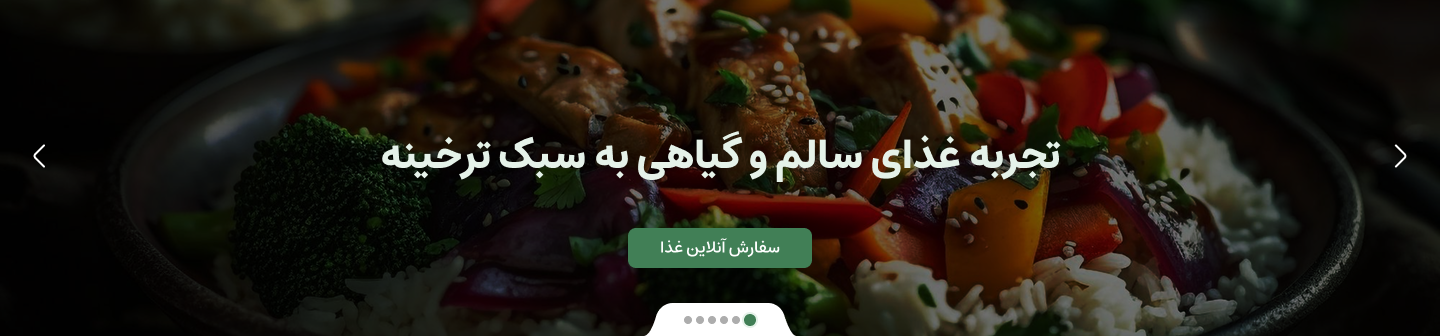 تجربه غذای سالم و گیاهی به سبک ترخینه
سفارش آنلاین غذا